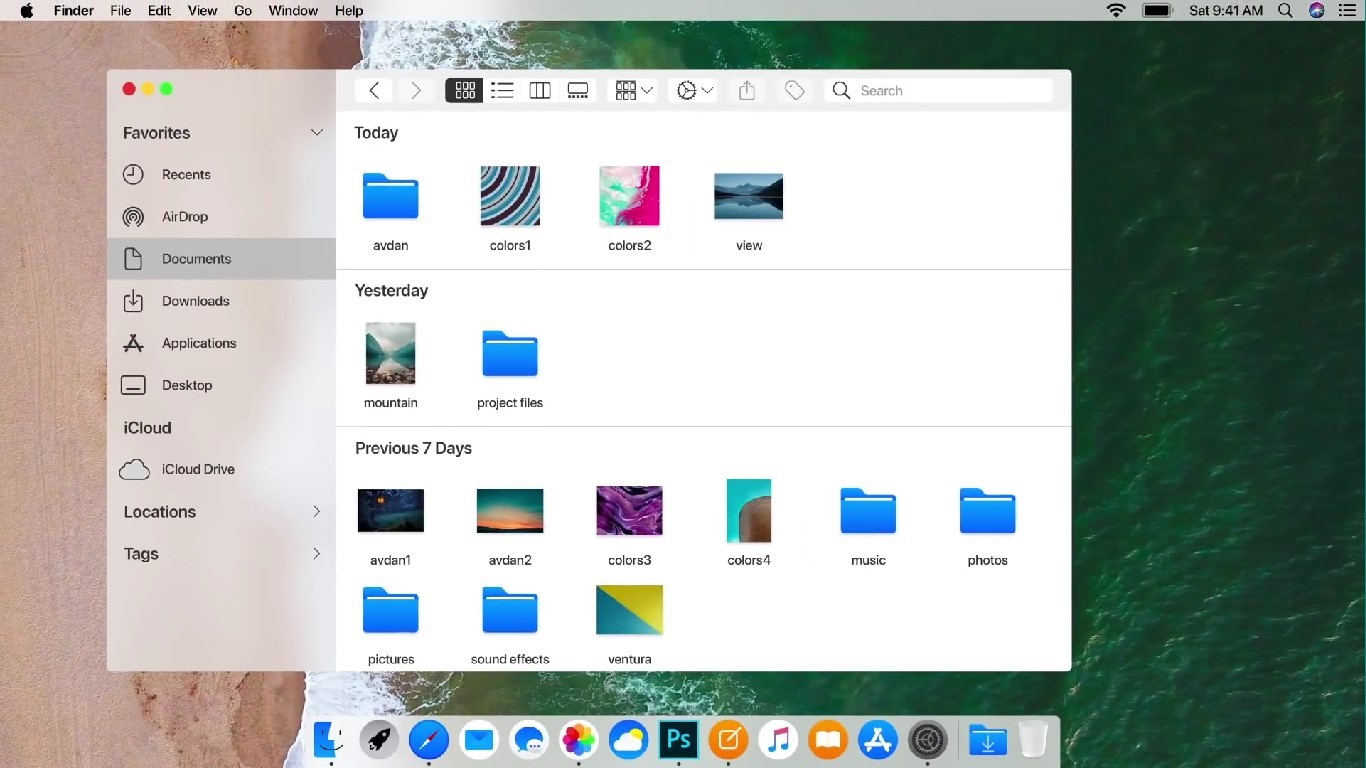 Finder File Edit View Go Window Help Sat 9:41 AM
Search
Favorites
Recents
AirDrop
Documents
Downloads
Applications
Desktop
iCloud
iCloud Drive
Locations
Tags
Today
avdan colors1 colors2 view
Yesterday
mountain project files
Previous 7 Days
avdan1 avdan2 colors3 colors4 music photos
pictures sound effects ventura
Ps